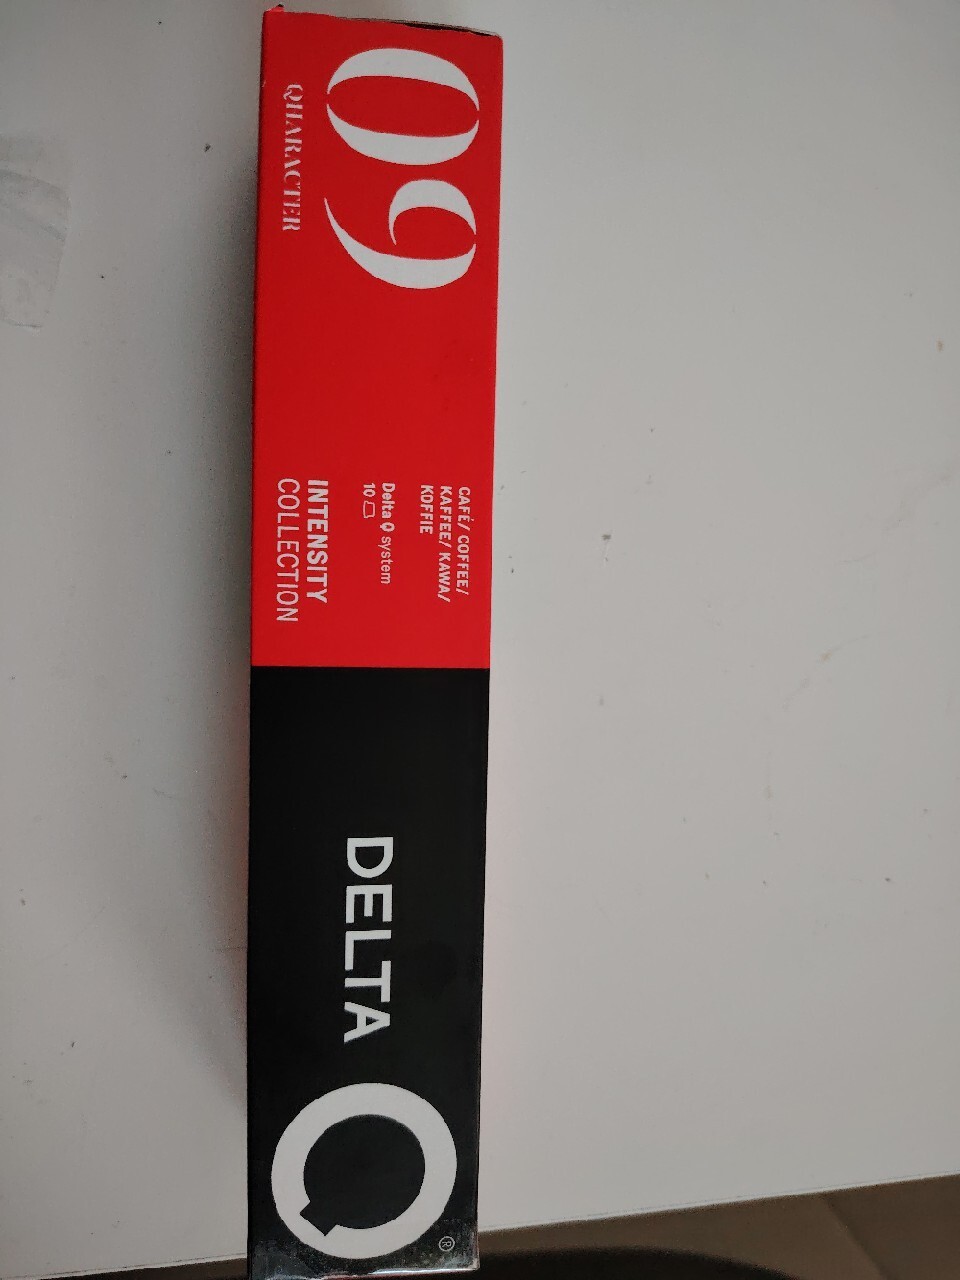 09
QHARACTER
CAFÉ/ COFFEE/
KAFFEE/ KAWA/
KOFFIE
Delta Q system
10
INTENSITY
COLLECTION
DELTA
Q
®